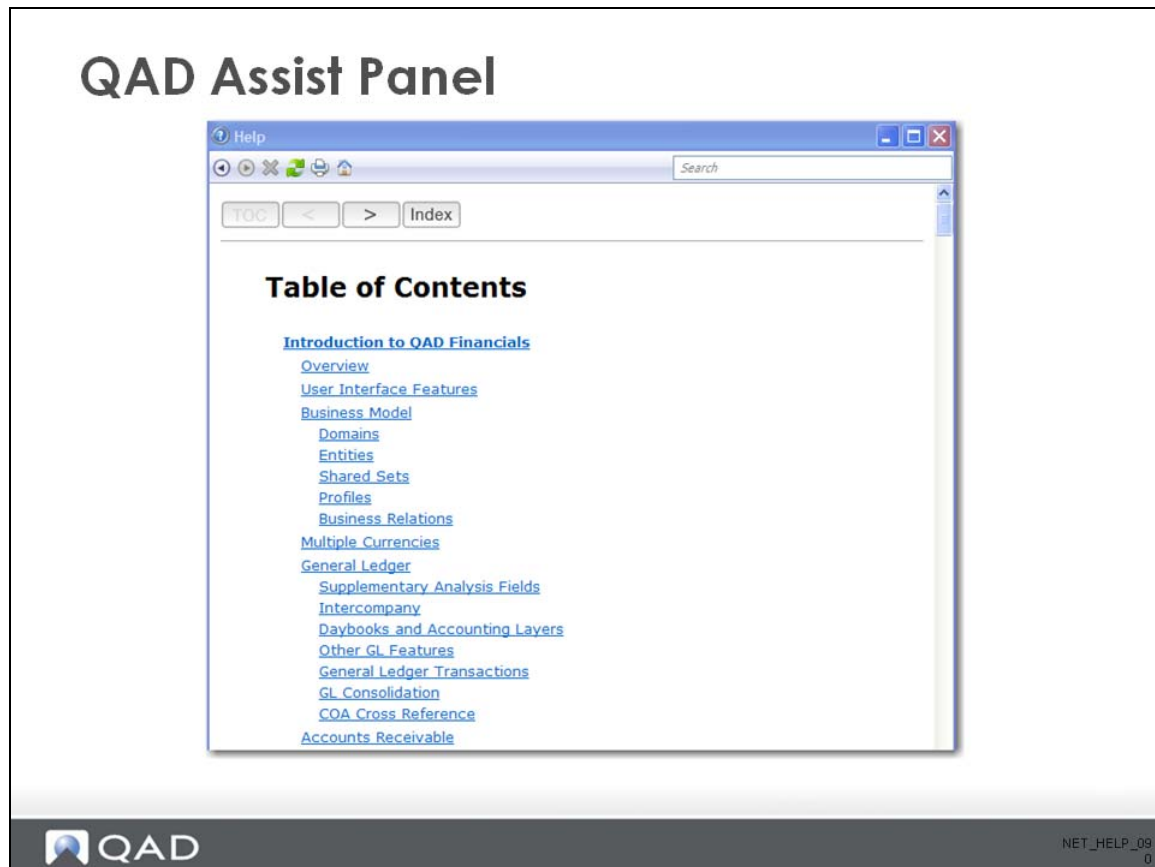 QAD Assist Panel
Help
Search
TOC < > Index
Table of Contents
Introduction to QAD Financials
Overview
User Interface Features
Business Model
Domains
Entities
Shared Sets
Profiles
Business Relations
Multiple Currencies
General Ledger
Supplementary Analysis Fields
Intercompany
Daybooks and Accounting Layers
Other GL Features
General Ledger Transactions
GL Consolidation
COA Cross Reference
Accounts Receivable
QAD
NET_HELP_09
0